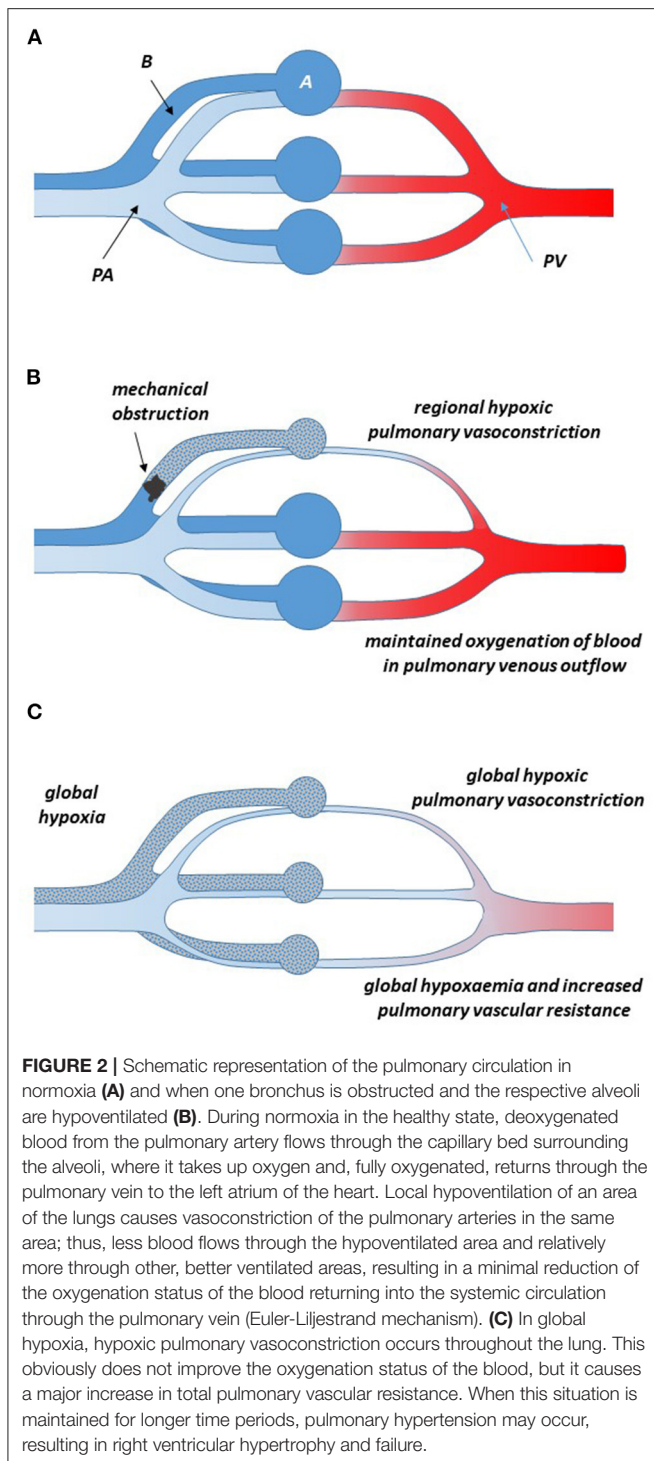 A
B
A
PA
PV
B
mechanical
obstruction
regional hypoxic
pulmonary vasoconstriction
maintained oxygenation of blood
in pulmonary venous outflow
C
global
hypoxia
global hypoxic
pulmonary vasoconstriction
global hypoxaemia and increased
pulmonary vascular resistance
FIGURE 2 | Schematic representation of the pulmonary circulation in
normoxia (A) and when one bronchus is obstructed and the respective alveoli
are hypoventilated (B). During normoxia in the healthy state, deoxygenated
blood from the pulmonary artery flows through the capillary bed surrounding
the alveoli, where it takes up oxygen and, fully oxygenated, returns through the
pulmonary vein to the left atrium of the heart. Local hypoventilation of an area
of the lungs causes vasoconstriction of the pulmonary arteries in the same
area; thus, less blood flows through the hypoventilated area and relatively
more through other, better ventilated areas, resulting in a minimal reduction of
the oxygenation status of the blood returning into the systemic circulation
through the pulmonary vein (Euler-Liljestrand mechanism). (C) In global
hypoxia, hypoxic pulmonary vasoconstriction occurs throughout the lung. This
obviously does not improve the oxygenation status of the blood, but it causes
a major increase in total pulmonary vascular resistance. When this situation is
maintained for longer time periods, pulmonary hypertension may occur,
resulting in right ventricular hypertrophy and failure.